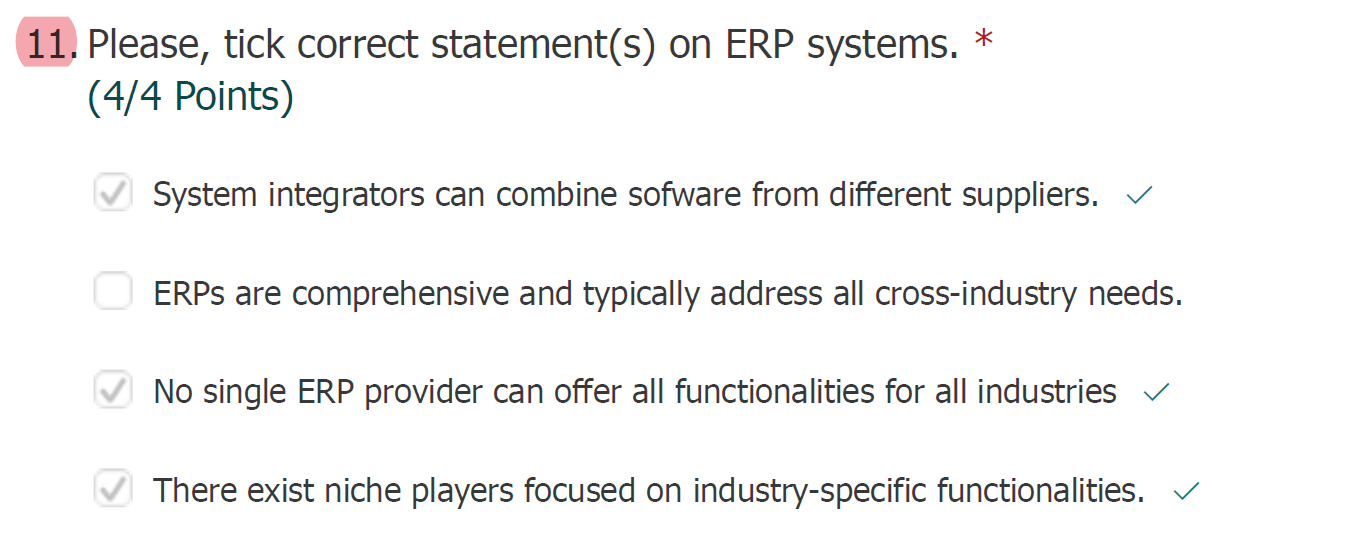 11. Please, tick correct statement(s) on ERP systems. *
(4/4 Points)
System integrators can combine sofware from different suppliers.
ERPs are comprehensive and typically address all cross-industry needs.
No single ERP provider can offer all functionalities for all industries
There exist niche players focused on industry-specific functionalities.